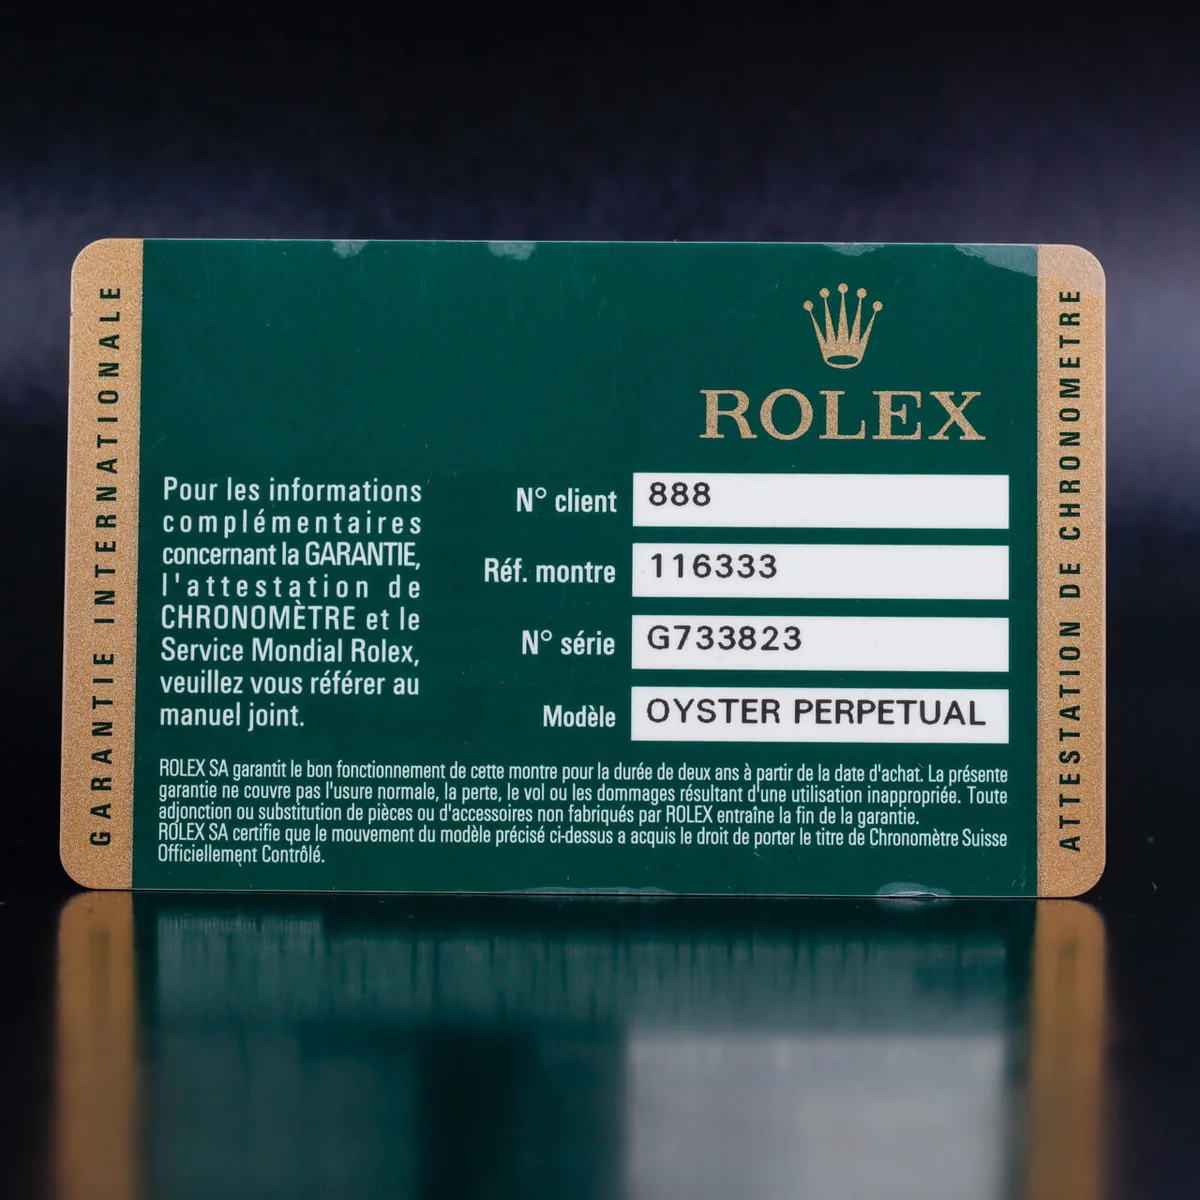 GARANTIE INTERNATIONALE
ROLEX
Pour les informations
complémentaires
concernant la GARANTIE,
l'attestation de
CHRONOMÈTRE et le
Service Mondial Rolex,
veuillez vous référer au
manuel joint.
N° client 888
Réf. montre 116333
N° série G733823
Modèle OYSTER PERPETUAL
ROLEX SA garantit le bon fonctionnement de cette montre pour la durée de deux ans à partir de la date d'achat. La présente
garantie ne couvre pas l'usure normale, la perte, le vol ou les dommages résultant d'une utilisation inappropriée. Toute
adjonction ou substitution de pièces ou d'accessoires non fabriqués par ROLEX entraîne la fin de la garantie.
ROLEX SA certifie que le mouvement du modèle précisé ci-dessus a acquis le droit de porter le titre de Chronomètre Suisse
Officiellement Contrôlé.
ATTESTATION DE CHRONOMETRE